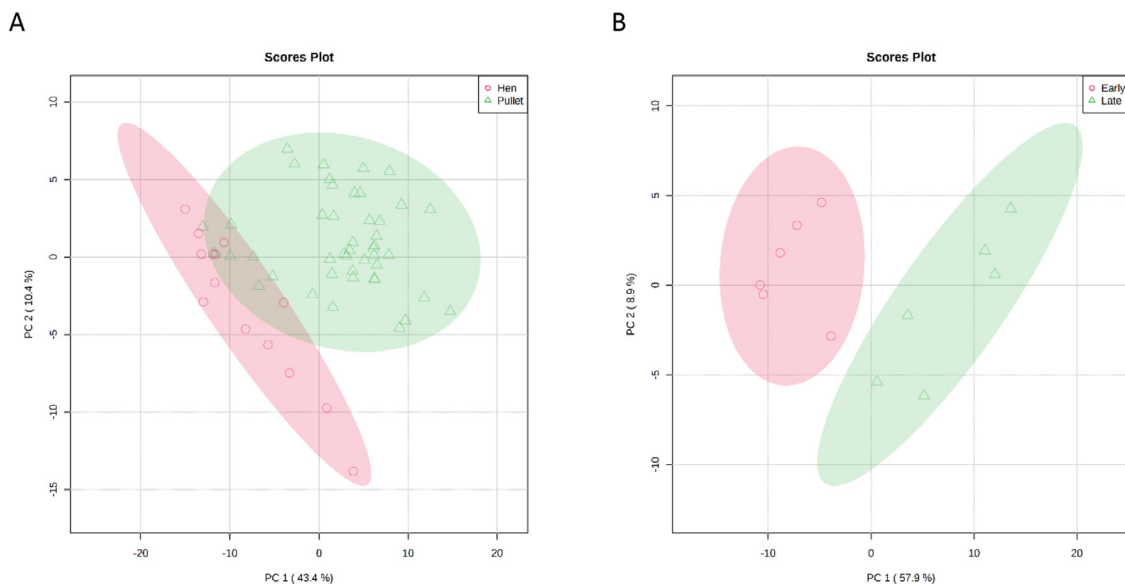 A
Scores Plot
Hen
Pullet
10
5
0
-5
-10
-15
PC 2 ( 10.4 %)
-20
-10
0
10
20
PC 1 ( 43.4 %)
B
Scores Plot
Early
Late
10
5
0
-5
-10
PC 2 ( 8.9 %)
-10
0
10
20
PC 1 ( 57.9 %)